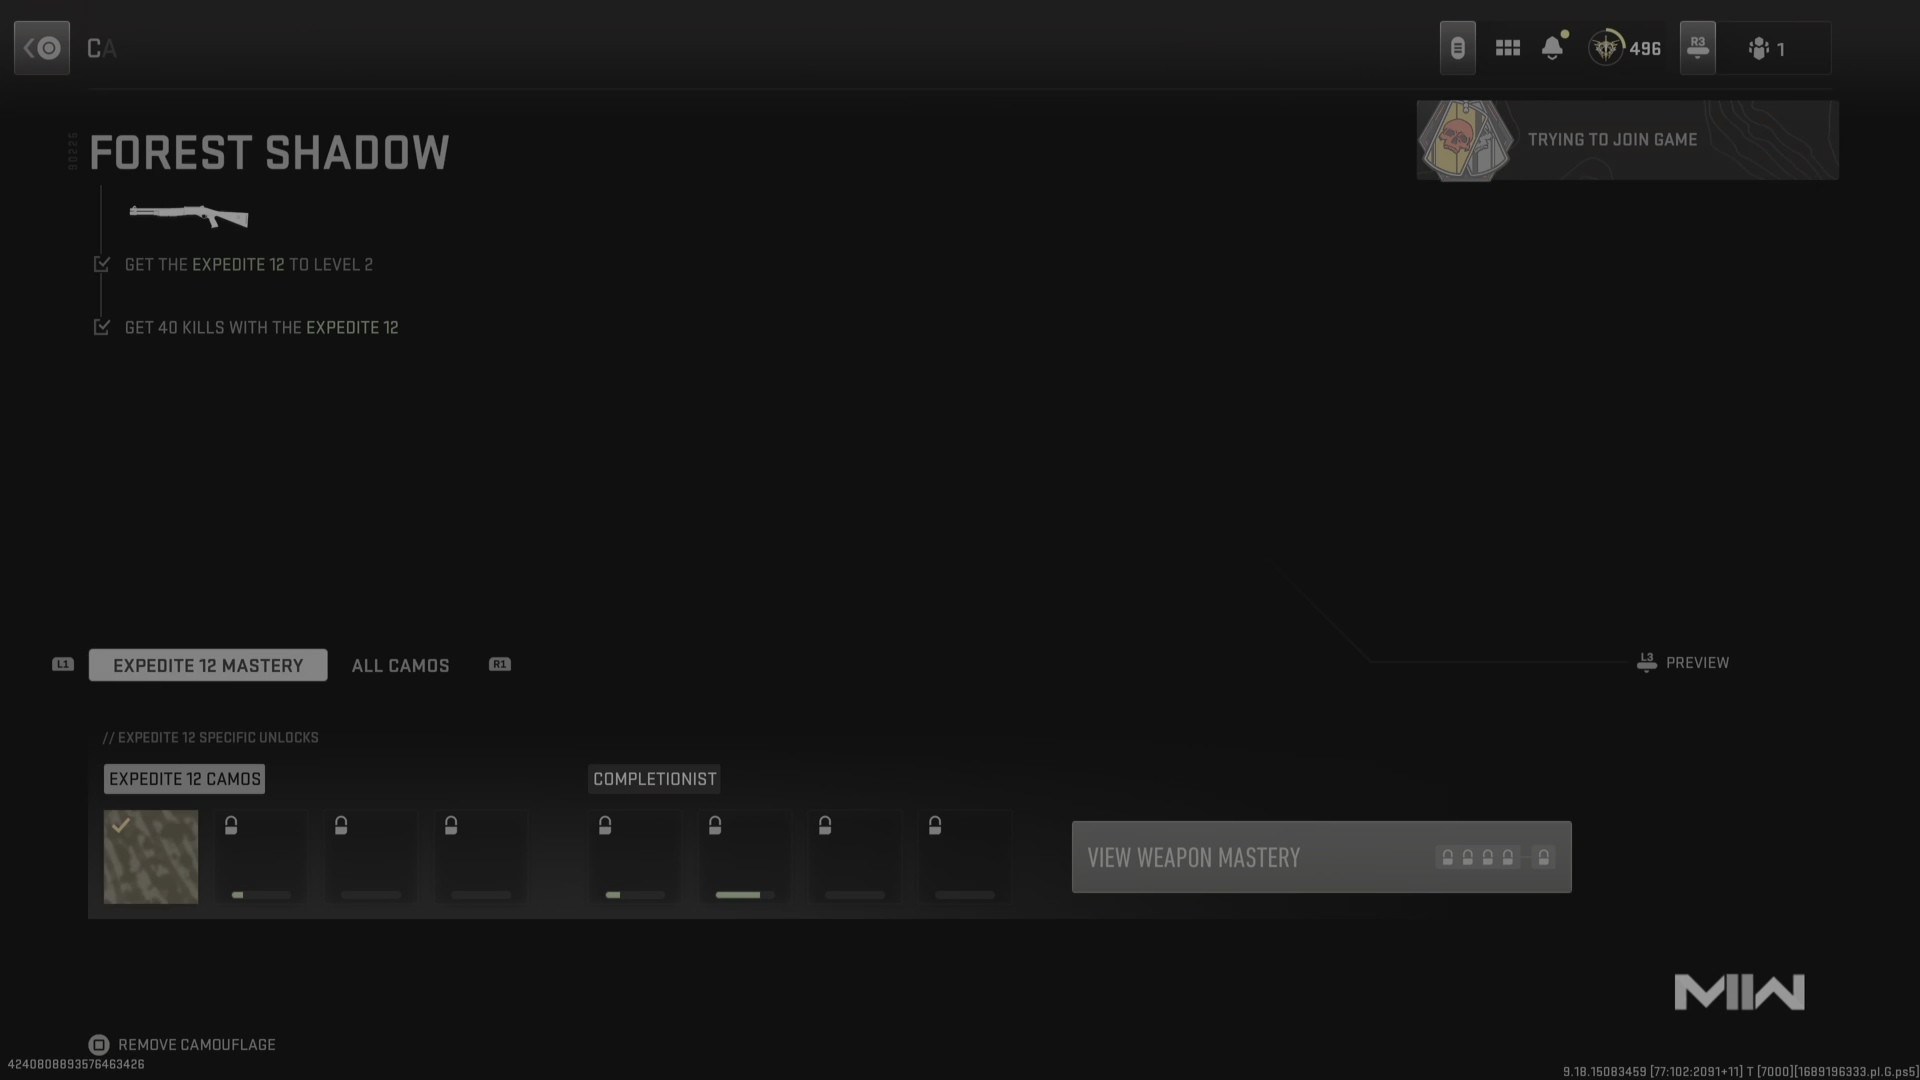 CA
496
R3
1
TRYING TO JOIN GAME
FOREST SHADOW
GET THE EXPEDITE 12 TO LEVEL 2
GET 40 KILLS WITH THE EXPEDITE 12
L1
EXPEDITE 12 MASTERY
ALL CAMOS
R1
L3
PREVIEW
// EXPEDITE 12 SPECIFIC UNLOCKS
EXPEDITE 12 CAMOS
COMPLETIONIST
VIEW WEAPON MASTERY
MW
REMOVE CAMOUFLAGE
4240808893576463426
9.18.15083459 [77:102:2091+11] T [7000][1689196333.pl.G.ps5]